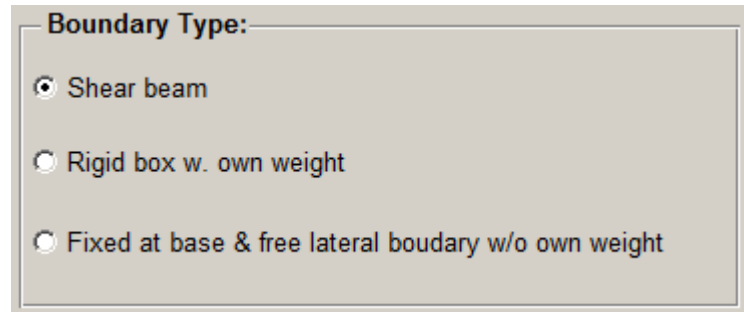 Boundary Type:
Shear beam
Rigid box w. own weight
Fixed at base & free lateral boudary w/o own weight